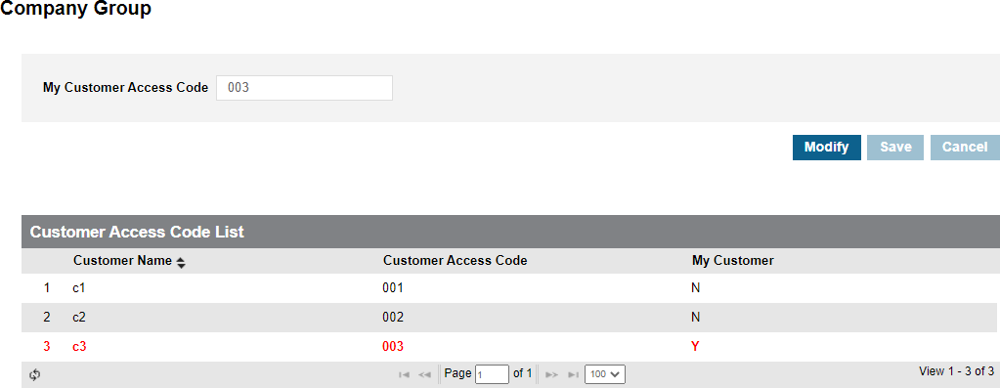 Company Group
My Customer Access Code 003
Modify Save Cancel
Customer Access Code List
Customer Name Customer Access Code My Customer
1 c1 001 N
2 c2 002 N
3 c3 003 Y
Page 1 of 1 100 View 1 - 3 of 3